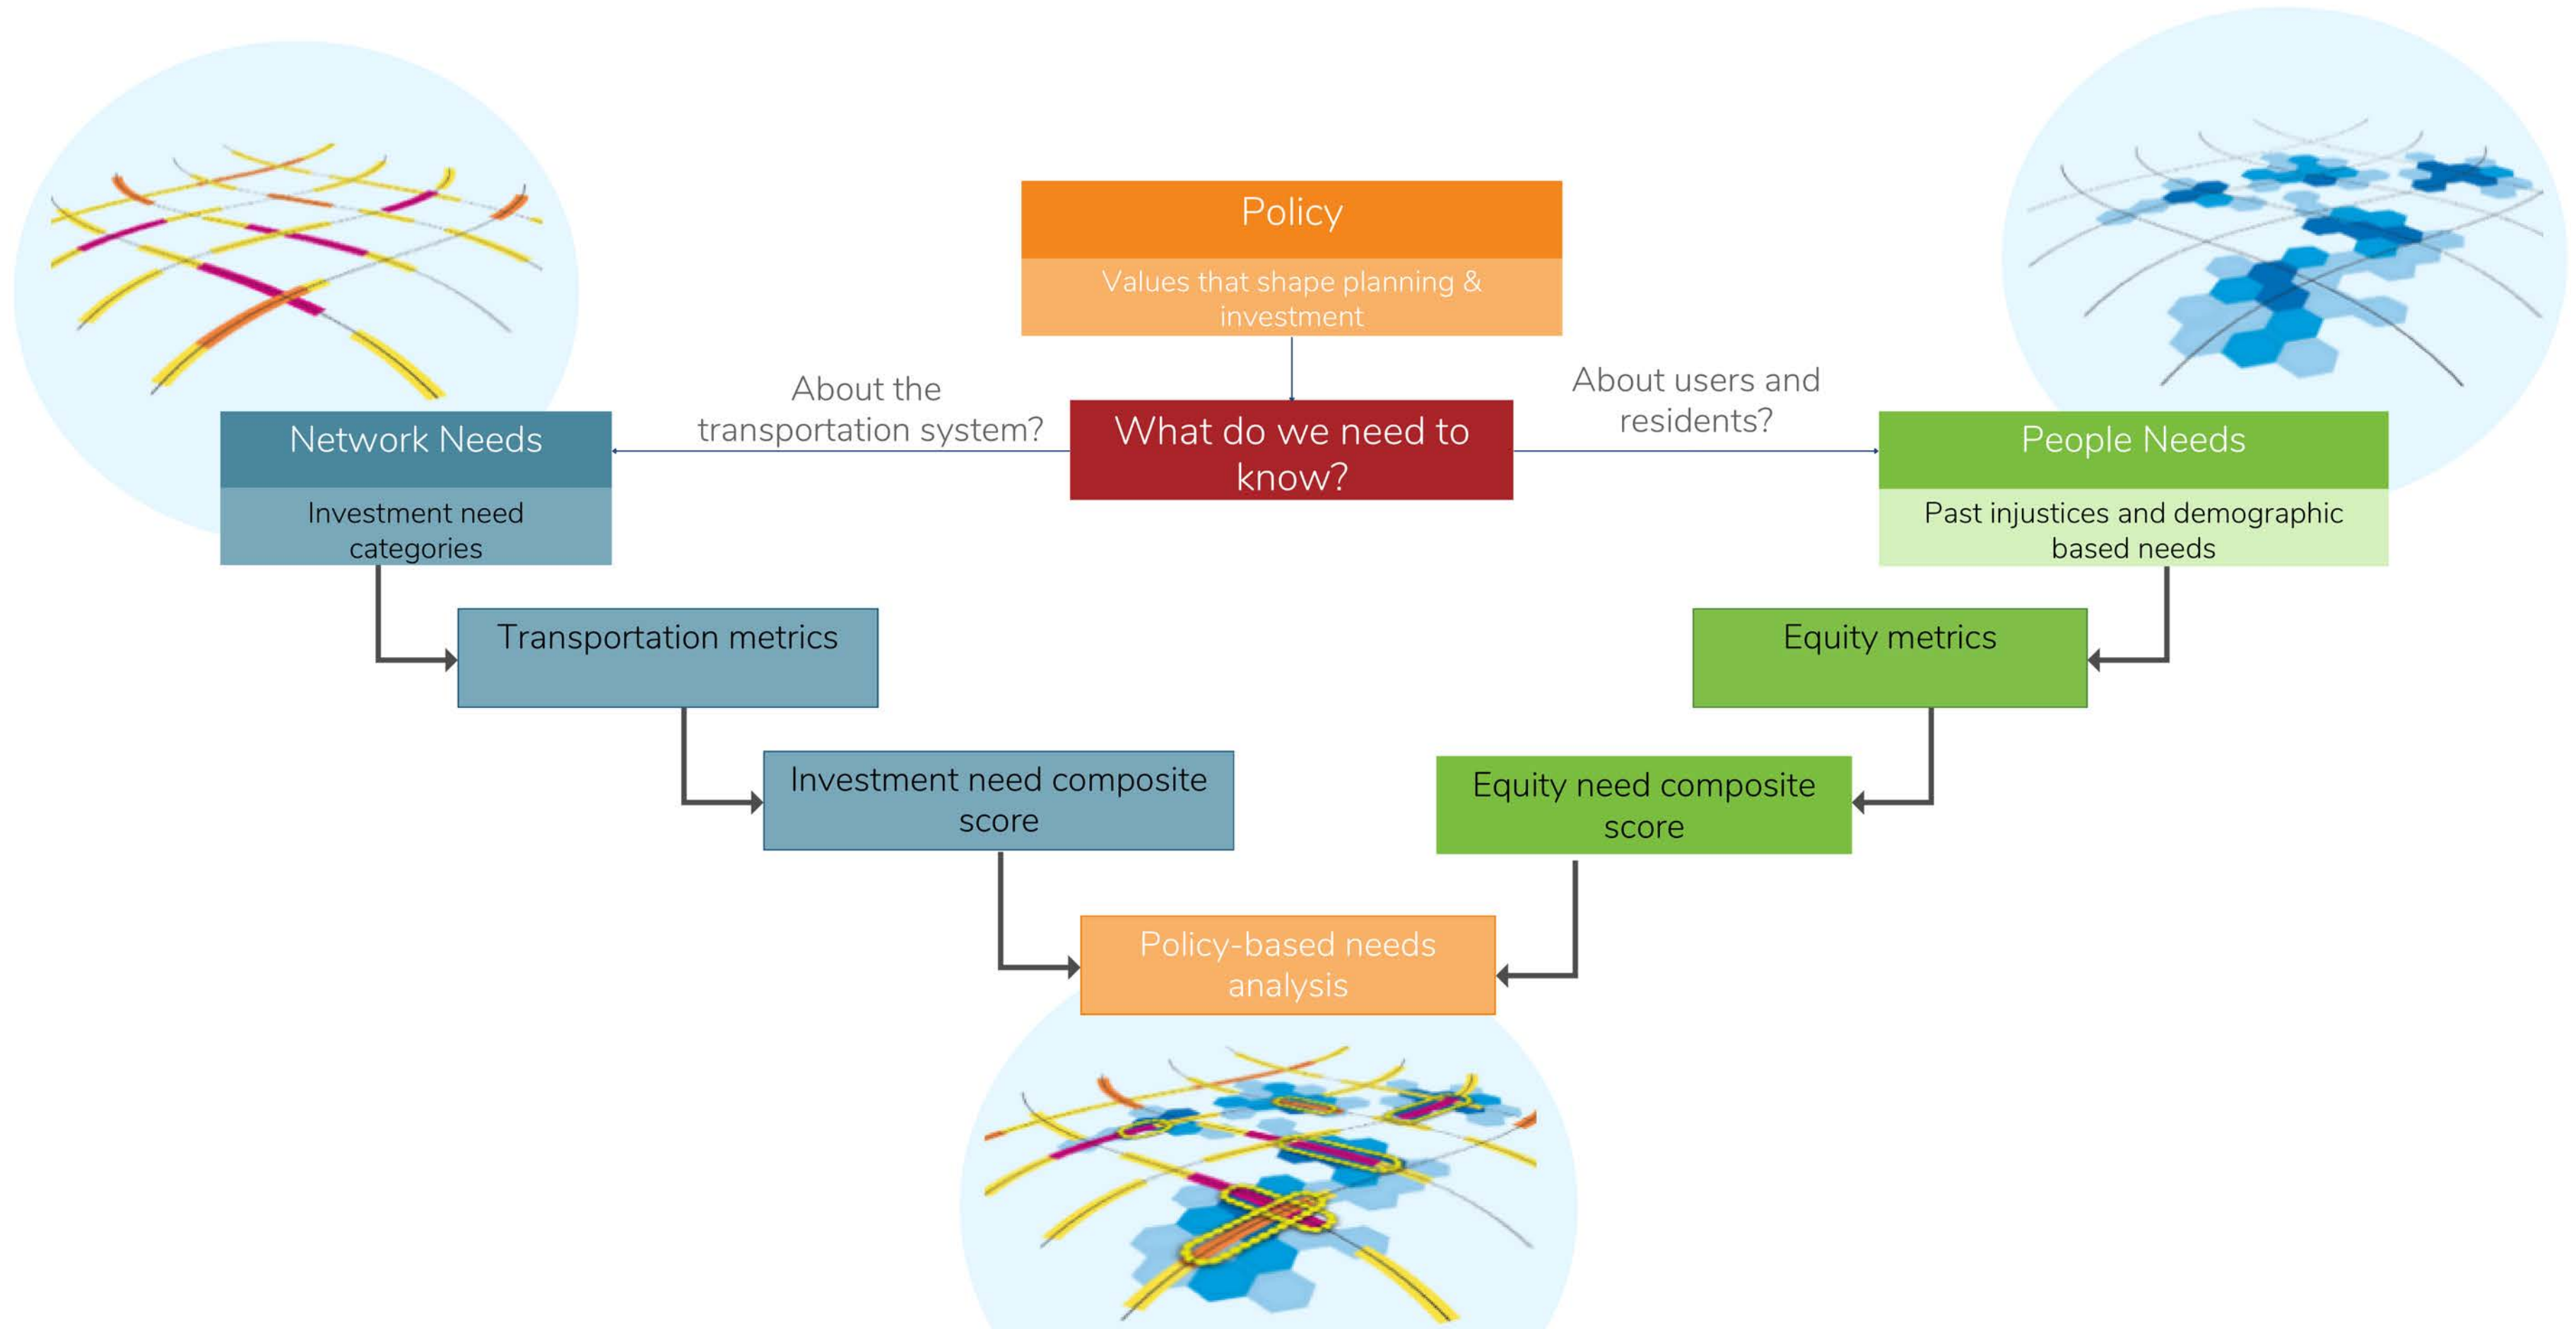 Policy
Values that shape planning &
investment
About the
transportation system?
What do we need to
know?
About users and
residents?
Network Needs
Investment need
categories
People Needs
Past injustices and demographic
based needs
Transportation metrics
Equity metrics
Investment need composite
score
Equity need composite
score
Policy-based needs
analysis